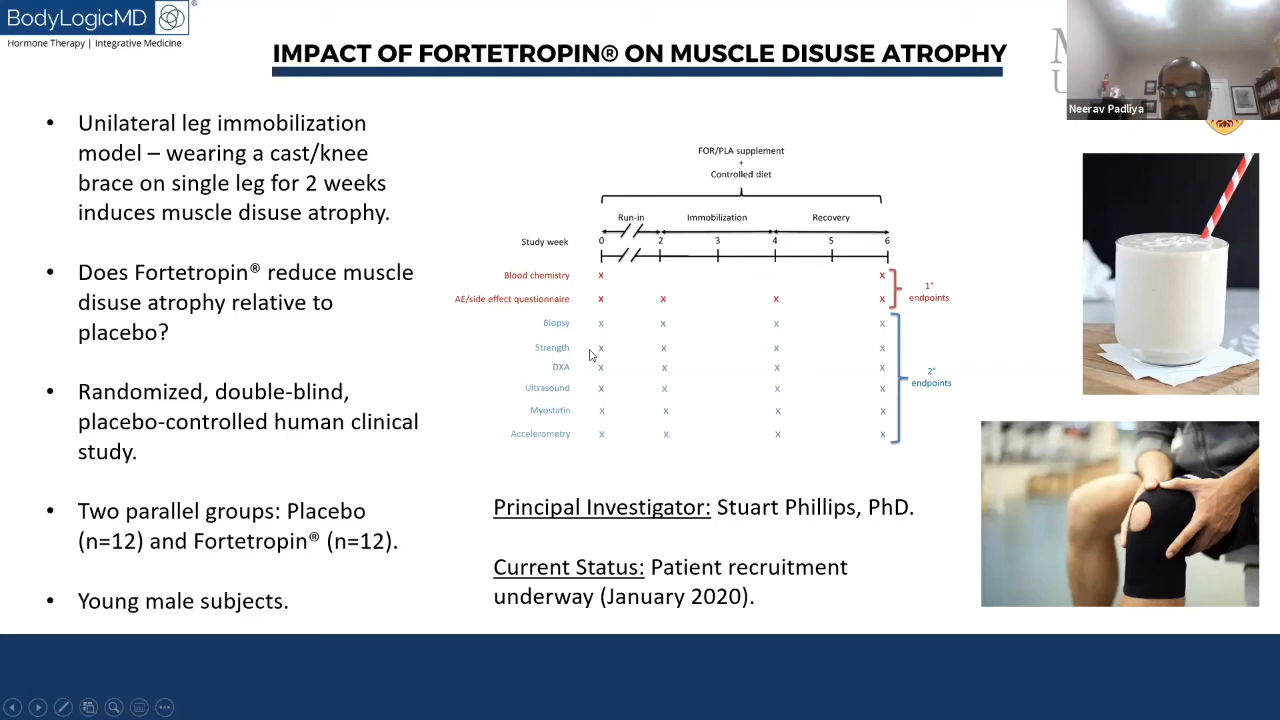 BodyLogicMD
®
Hormone Therapy | Integrative Medicine
IMPACT OF FORTETROPIN® ON MUSCLE DISUSE ATROPHY
M
U
Neerav Padliya
• Unilateral leg immobilization
model – wearing a cast/knee
brace on single leg for 2 weeks
induces muscle disuse atrophy.
• Does Fortetropin® reduce muscle
disuse atrophy relative to
placebo?
• Randomized, double-blind,
placebo-controlled human clinical
study.
• Two parallel groups: Placebo
(n=12) and Fortetropin® (n=12).
• Young male subjects.
FOR/PLA supplement
+
Controlled diet
Run-in Immobilization Recovery
Study week 0 2 3 4 5 6
Blood chemistry x x
AE/side effect questionnaire x x x x
1° endpoints
Biopsy x x x x
Strength x x x x
DXA x x x x
Ultrasound x x x x
Myostatin x x x x
Accelerometry x x x x
2° endpoints
Principal Investigator: Stuart Phillips, PhD.
Current Status: Patient recruitment
underway (January 2020).